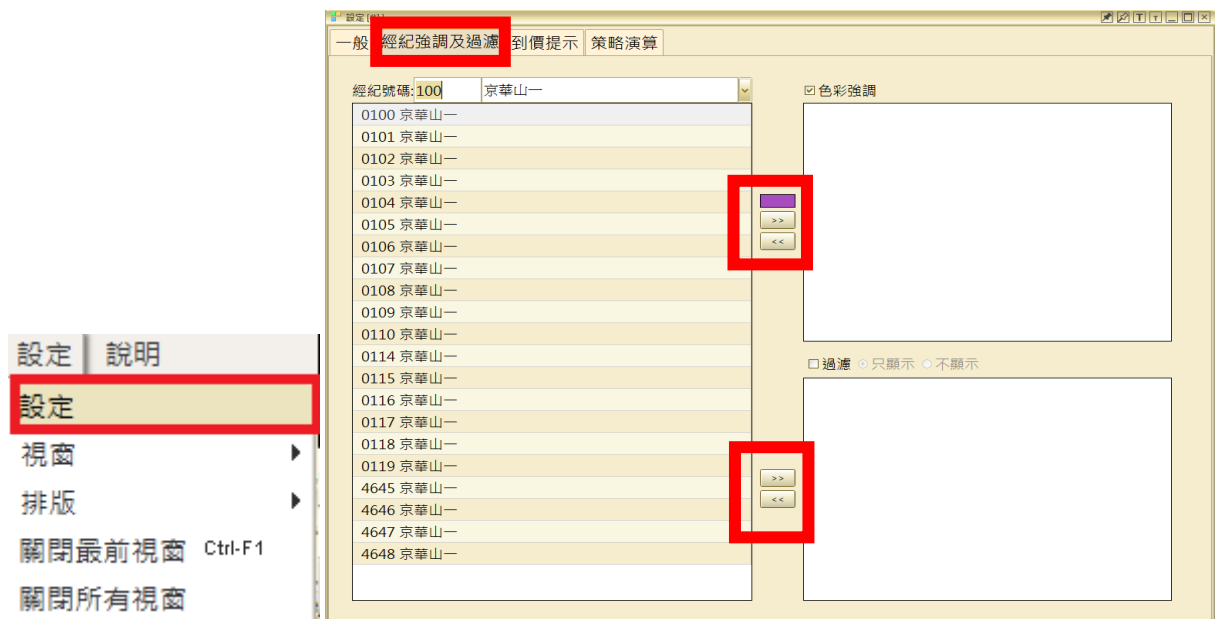 設定 說明
設定
視窗
排版
關閉最前視窗 Ctrl-F1
關閉所有視窗
一般 經紀強調及過濾 到價提示 策略演算
經紀號碼: 100 京華山一
0100 京華山一
0101 京華山一
0102 京華山一
0103 京華山一
0104 京華山一
0105 京華山一
0106 京華山一
0107 京華山一
0108 京華山一
0109 京華山一
0110 京華山一
0114 京華山一
0115 京華山一
0116 京華山一
0117 京華山一
0118 京華山一
0119 京華山一
4645 京華山一
4646 京華山一
4647 京華山一
4648 京華山一
>>
<<
>>
<<
色彩強調
過濾 只顯示 不顯示